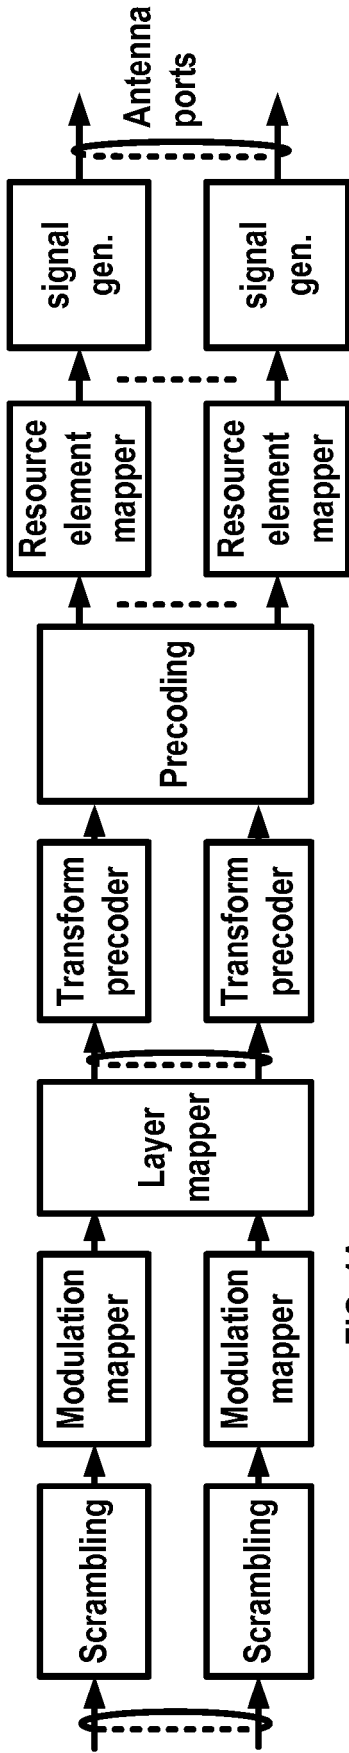 Scrambling
Modulation
mapper
Layer
mapper
Transform
precoder
Precoding
Resource
element
mapper
signal
gen.
Antenna
ports
Scrambling
Modulation
mapper
Transform
precoder
Resource
element
mapper
signal
gen.